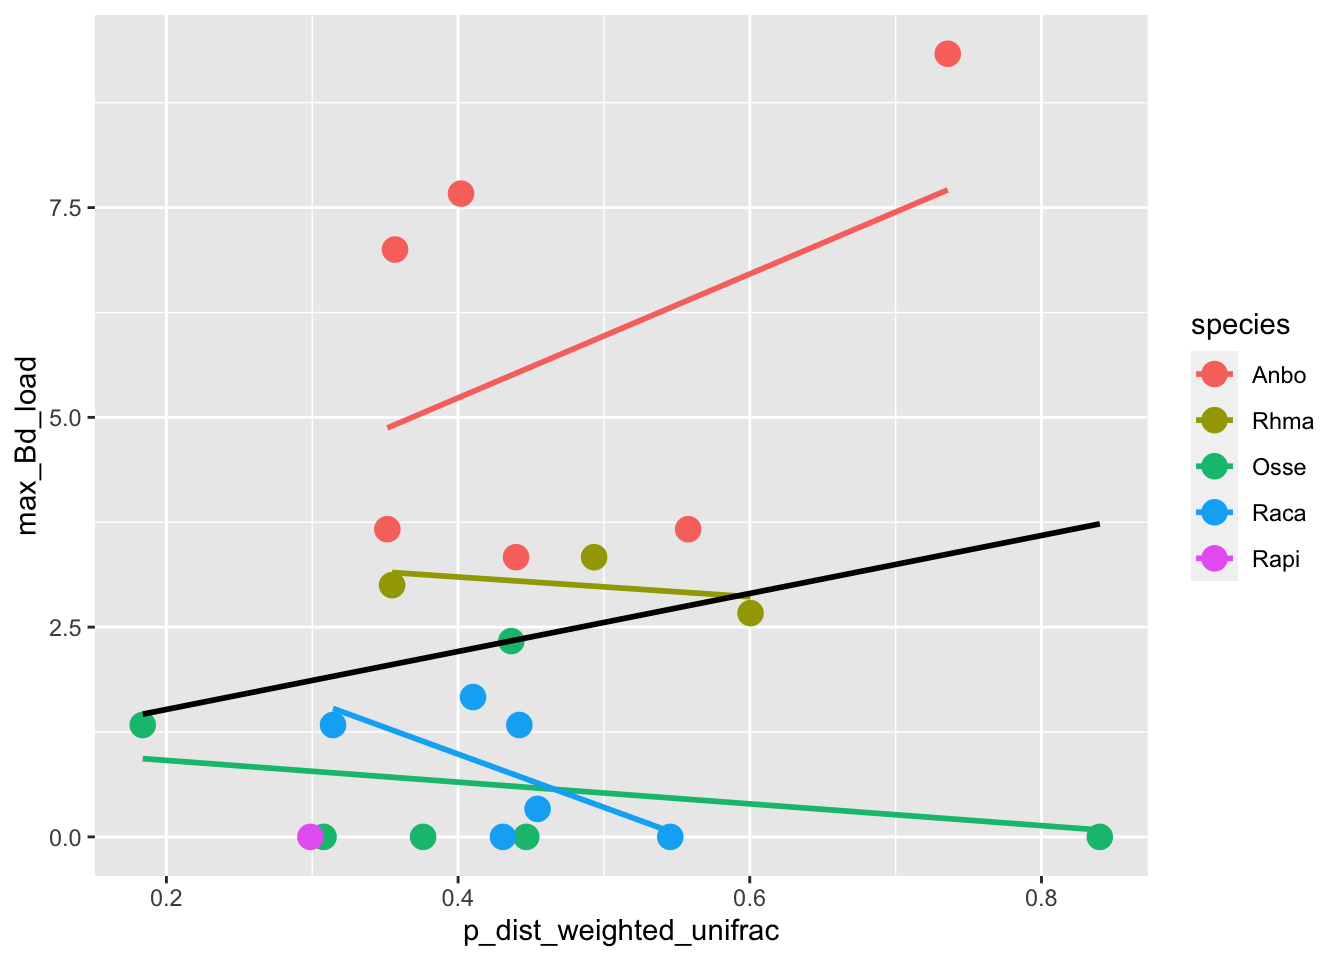 max_Bd_load
7.5
5.0
2.5
0.0
0.2 0.4 0.6 0.8
p_dist_weighted_unifrac
species
Anbo
Rhma
Osse
Raca
Rapi